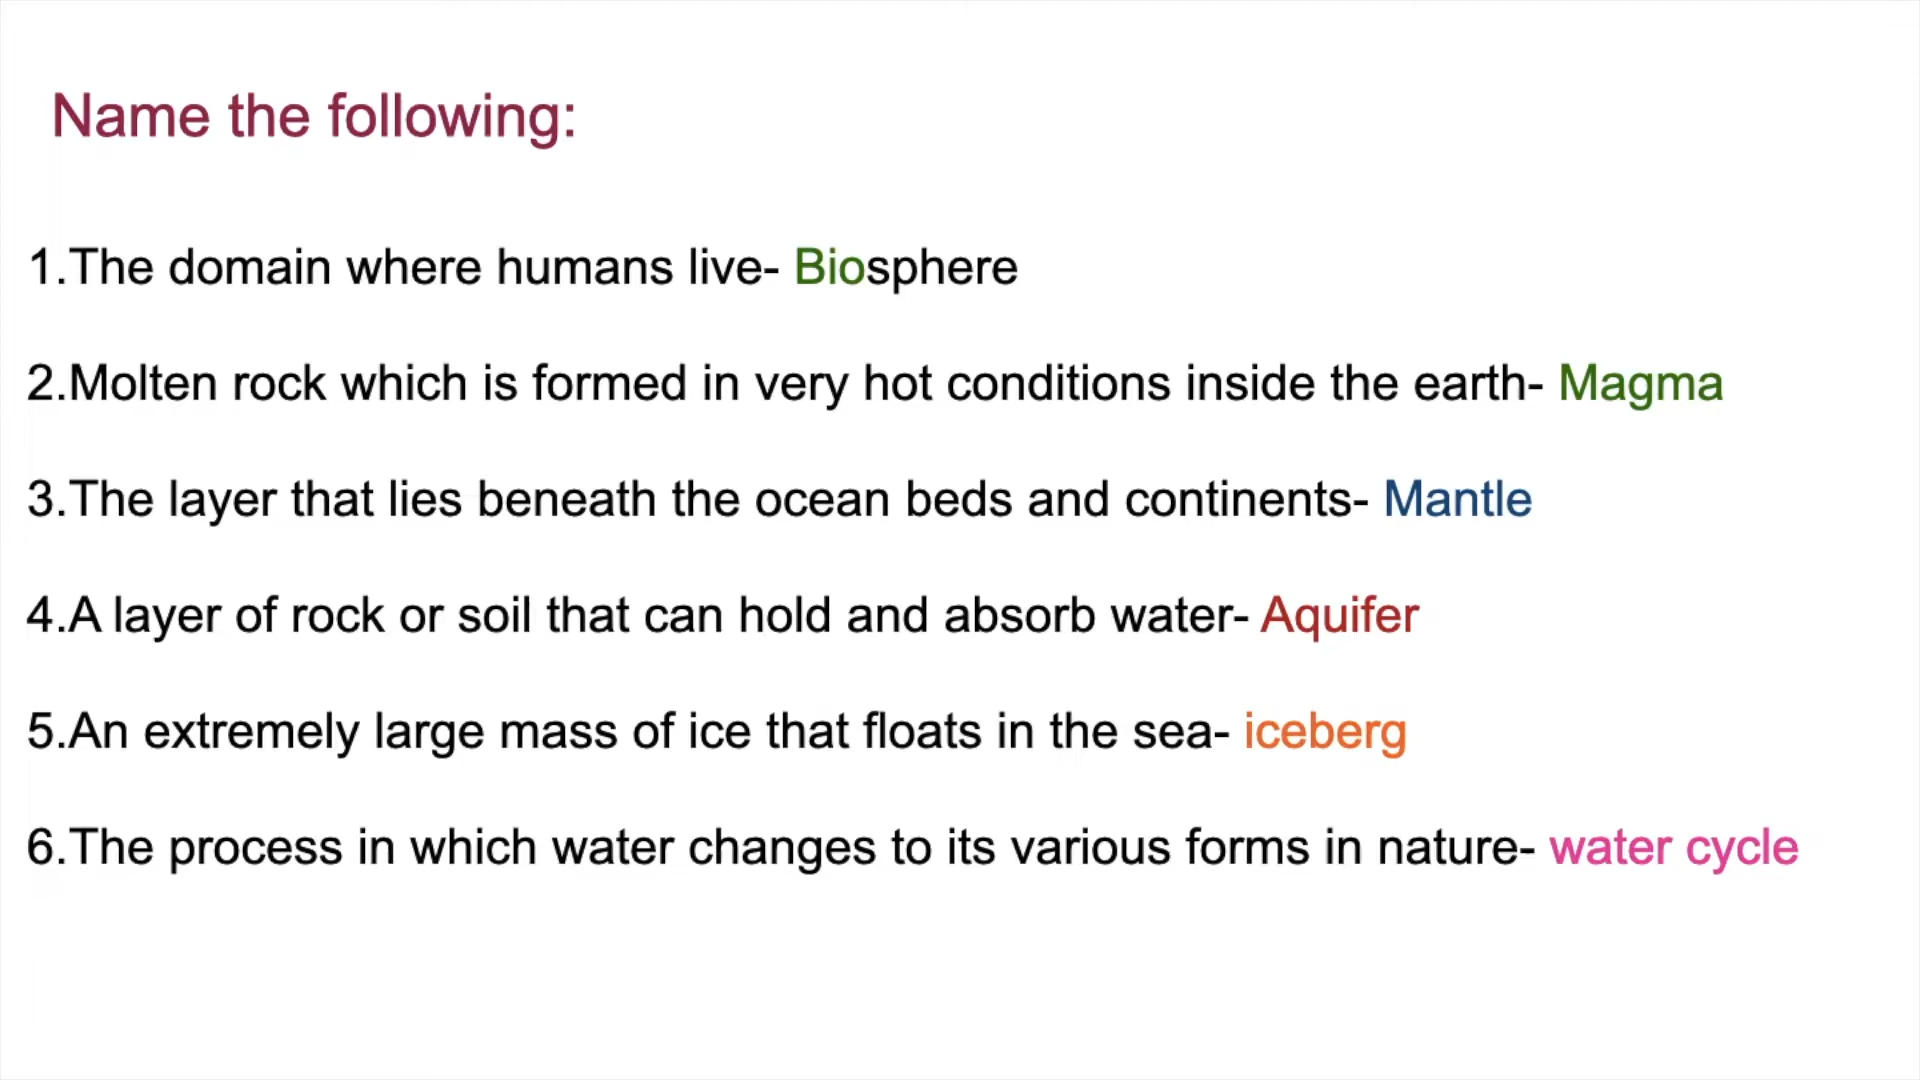 Name the following:
1.The domain where humans live- Biosphere
2.Molten rock which is formed in very hot conditions inside the earth- Magma
3.The layer that lies beneath the ocean beds and continents- Mantle
4.A layer of rock or soil that can hold and absorb water- Aquifer
5.An extremely large mass of ice that floats in the sea- iceberg
6.The process in which water changes to its various forms in nature- water cycle